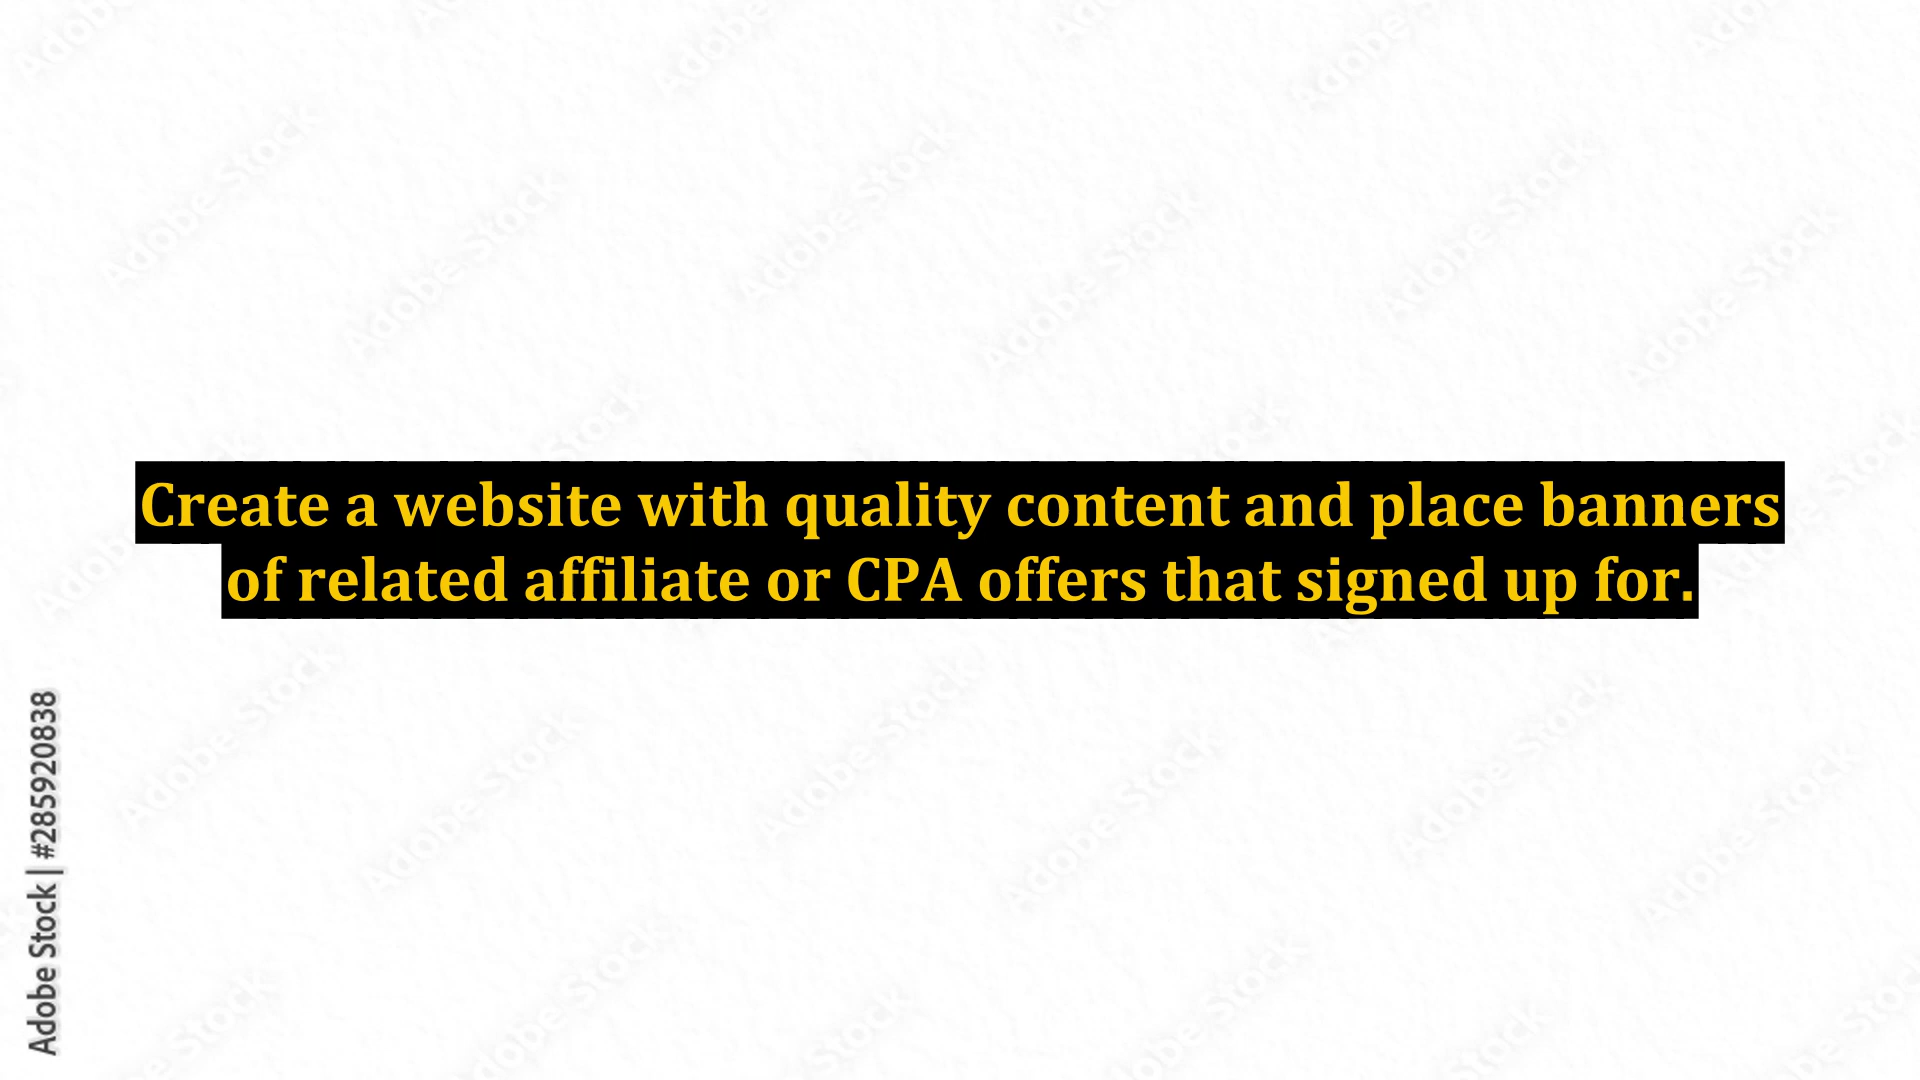 Create a website with quality content and place banners
of related affiliate or CPA offers that signed up for.
Adobe Stock | #285920838